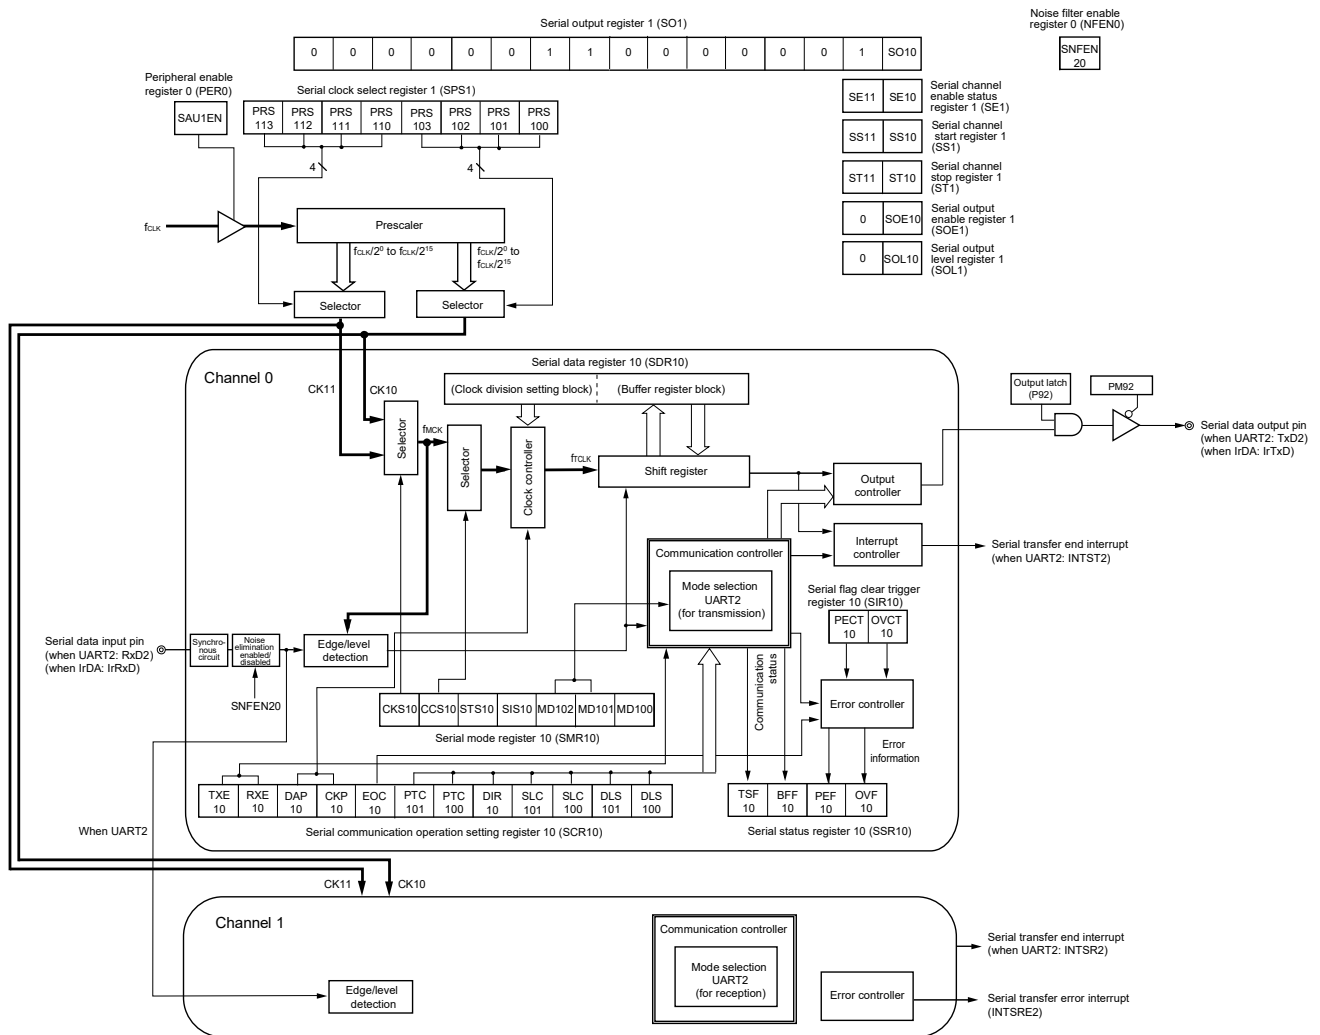 Serial output register 1 (SO1)
0 0 0 0 0 0 1 1 0 0 0 0 0 0 1 SO10
Noise filter enable
register 0 (NFEN0)
SNFEN
20
Peripheral enable
register 0 (PER0)
SAU1EN
Serial clock select register 1 (SPS1)
PRS
113
PRS
112
PRS
111
PRS
110
PRS
103
PRS
102
PRS
101
PRS
100
4
4
SE11 SE10
Serial channel
enable status
register 1 (SE1)
SS11 SS10
Serial channel
start register 1
(SS1)
ST11 ST10
Serial channel
stop register 1
(ST1)
0 SOE10
Serial output
enable register 1
(SOE1)
0 SOL10
Serial output
level register 1
(SOL1)
fCLK
Prescaler
fCLK/2⁰ to fCLK/2¹⁵
fCLK/2⁰ to
fCLK/2¹⁵
Selector
Selector
Channel 0
CK11
CK10
Serial data register 10 (SDR10)
(Clock division setting block)
(Buffer register block)
Selector
fMCK
Selector
Clock controller
fTCLK
Shift register
Output latch
(P92)
PM92
Serial data output pin
(when UART2: TxD2)
(when IrDA: IrTxD)
Output
controller
Interrupt
controller
Serial transfer end interrupt
(when UART2: INTST2)
Communication controller
Mode selection
UART2
(for transmission)
Serial flag clear trigger
register 10 (SIR10)
PECT
10
OVCT
10
Serial data input pin
(when UART2: RxD2)
(when IrDA: IrRxD)
Synchro-
nous
circuit
Noise
elimination
enabled/
disabled
SNFEN20
Edge/level
detection
CKS10 CCS10 STS10 SIS10 MD102 MD101 MD100
Serial mode register 10 (SMR10)
Communication
status
Error controller
Error
information
TXE
10
RXE
10
DAP
10
CKP
10
EOC
10
PTC
101
PTC
100
DIR
10
SLC
101
SLC
100
DLS
101
DLS
100
Serial communication operation setting register 10 (SCR10)
TSF
10
BFF
10
PEF
10
OVF
10
Serial status register 10 (SSR10)
When UART2
CK11
CK10
Channel 1
Communication controller
Mode selection
UART2
(for reception)
Edge/level
detection
Error controller
Serial transfer end interrupt
(when UART2: INTSR2)
Serial transfer error interrupt
(INTSRE2)